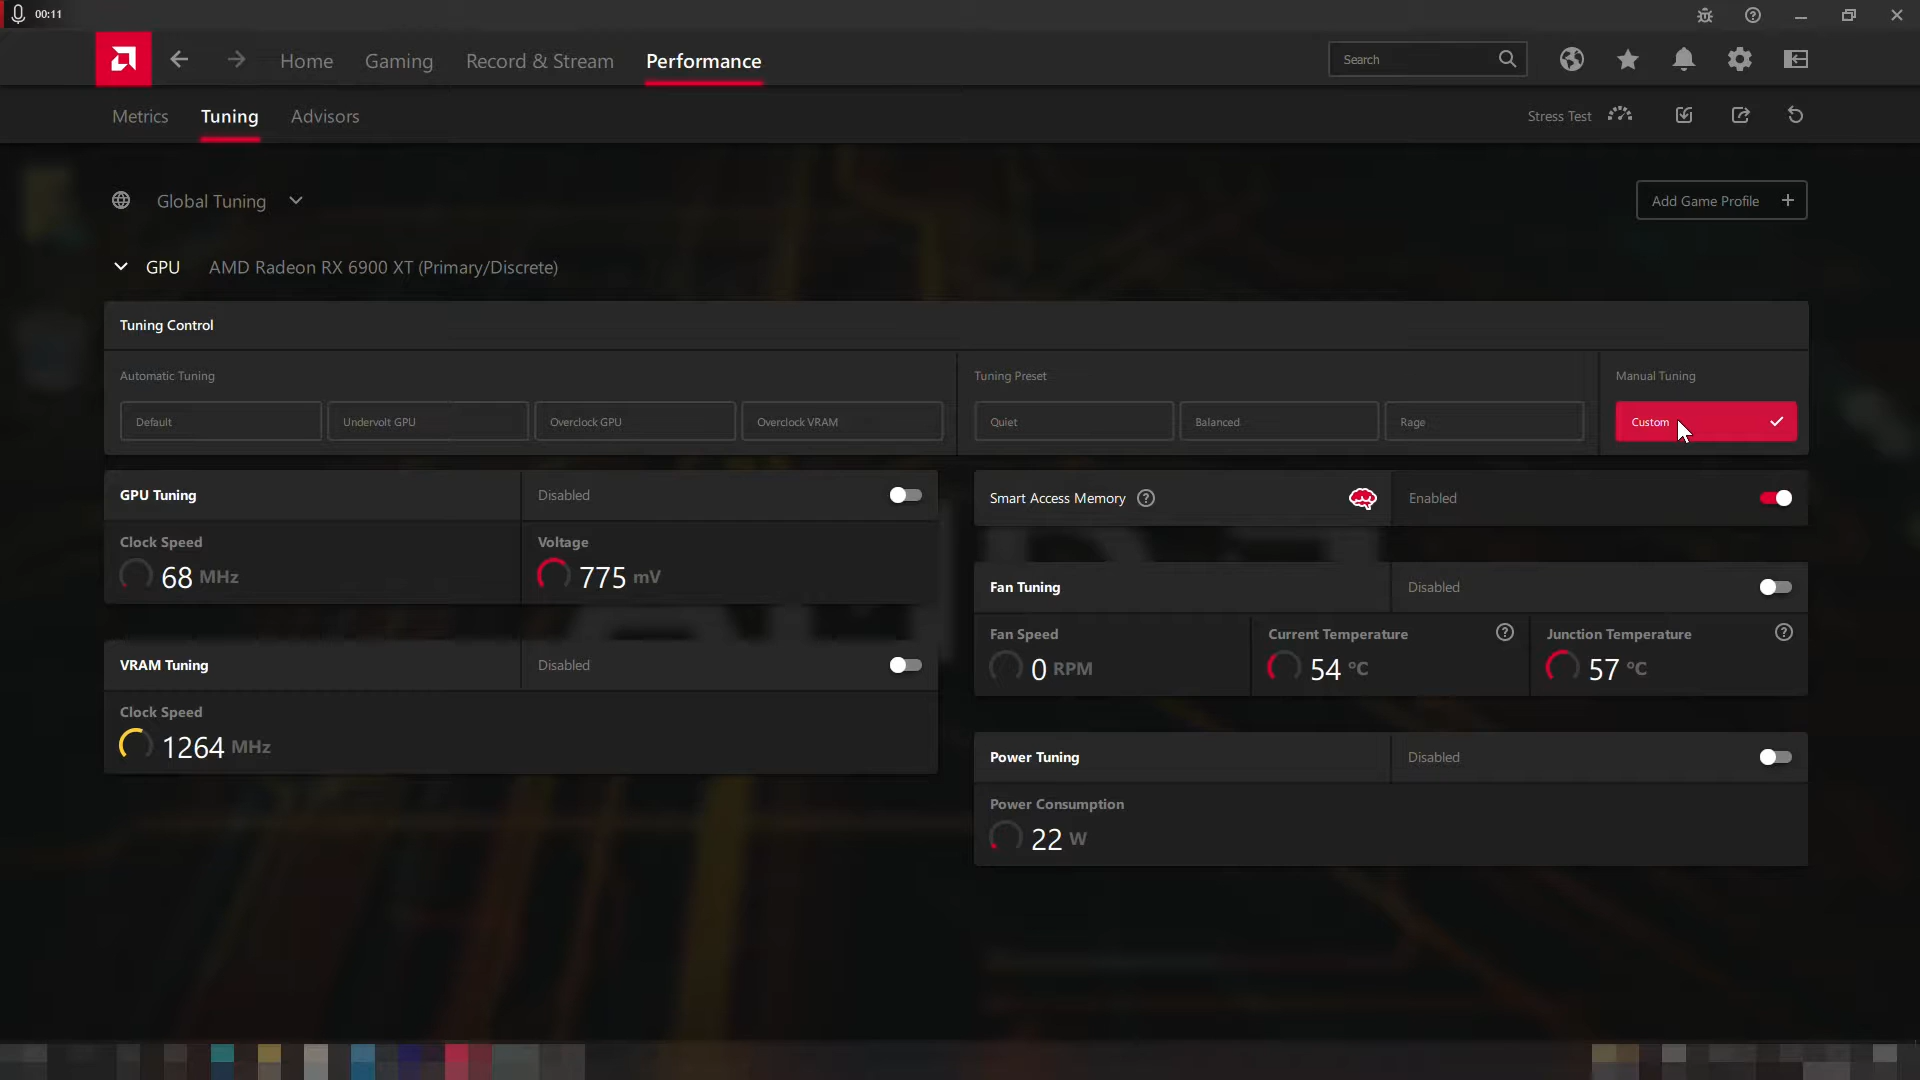 00:11
Home Gaming Record & Stream Performance Search
Metrics Tuning Advisors Stress Test
Global Tuning Add Game Profile
GPU AMD Radeon RX 6900 XT (Primary/Discrete)
Tuning Control
Automatic Tuning Tuning Preset Manual Tuning
Default Undervolt GPU Overclock GPU Overclock VRAM Quiet Balanced Rage Custom
GPU Tuning Disabled
Clock Speed Voltage
68 MHz 775 mV
VRAM Tuning Disabled
Clock Speed
1264 MHz
Smart Access Memory Enabled
Fan Tuning Disabled
Fan Speed Current Temperature Junction Temperature
0 RPM 54 °C 57 °C
Power Tuning Disabled
Power Consumption
22 W